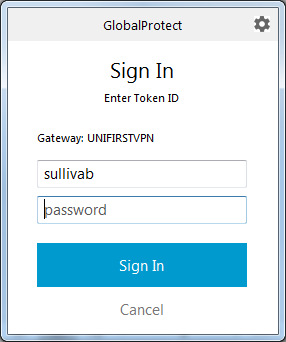 GlobalProtect
Sign In
Enter Token ID
Gateway: UNIFIRSTVPN
sullivab
password
Sign In
Cancel